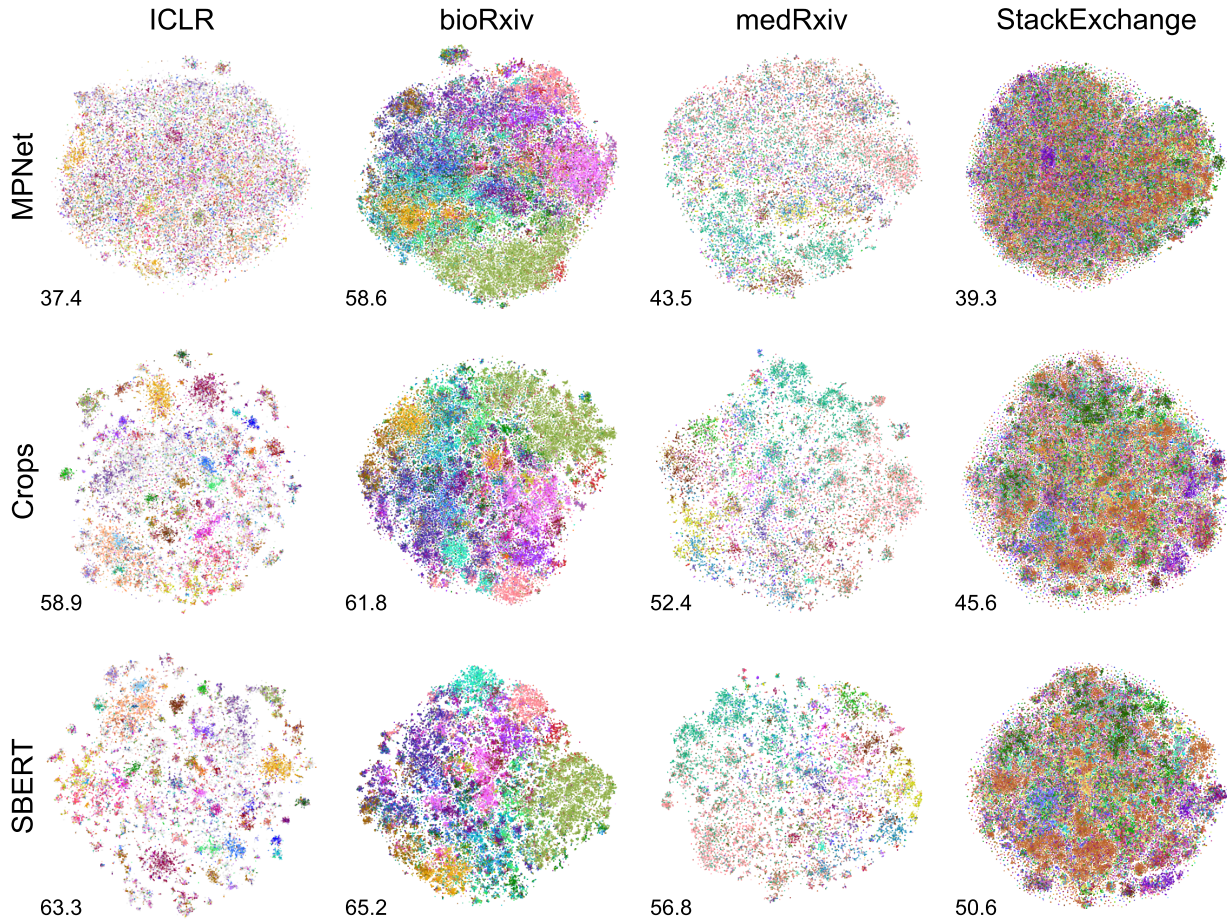 ICLR bioRxiv medRxiv StackExchange
MPNet
37.4 58.6 43.5 39.3
Crops
58.9 61.8 52.4 45.6
SBERT
63.3 65.2 56.8 50.6